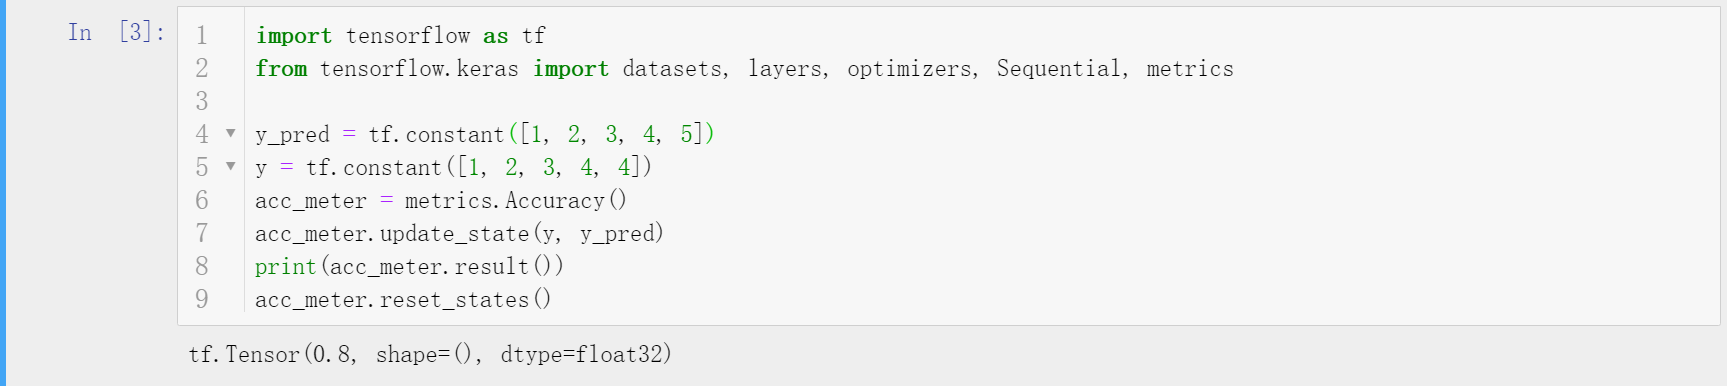 In [3]:
1 import tensorflow as tf
2 from tensorflow.keras import datasets, layers, optimizers, Sequential, metrics
3
4 y_pred = tf.constant([1, 2, 3, 4, 5])
5 y = tf.constant([1, 2, 3, 4, 4])
6 acc_meter = metrics.Accuracy()
7 acc_meter.update_state(y, y_pred)
8 print(acc_meter.result())
9 acc_meter.reset_states()
tf.Tensor(0.8, shape=(), dtype=float32)